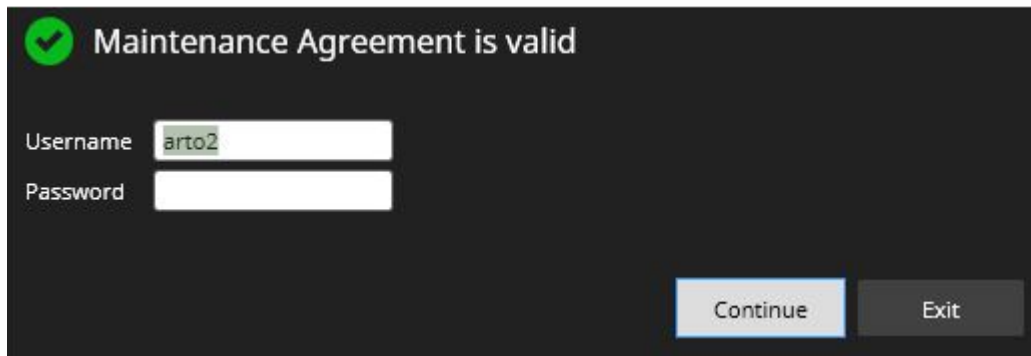 Maintenance Agreement is valid
Username arto2
Password
Continue Exit